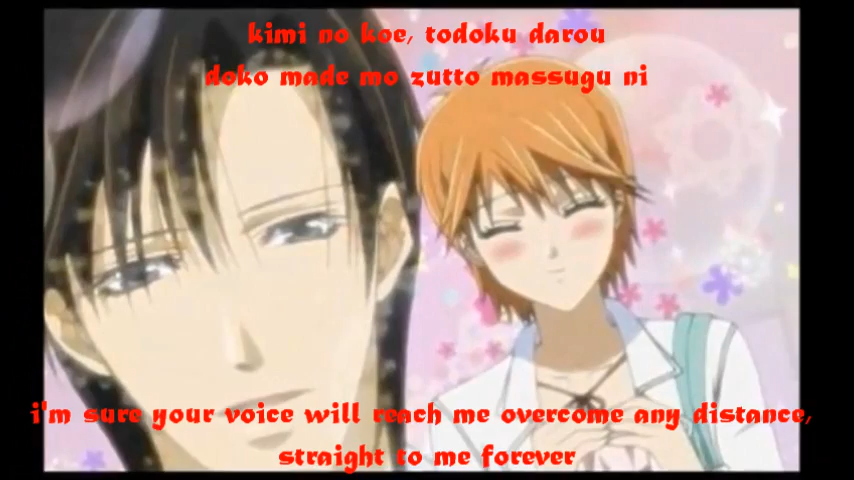 kimi no koe, todoku darou
doko made mo zutto massugu ni
i'm sure your voice will reach me overcome any distance,
straight to me forever